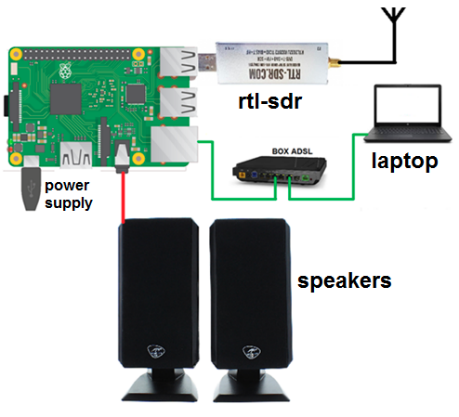 RTL-SDR.COM
rtl-sdr
laptop
BOX ADSL
power
supply
speakers